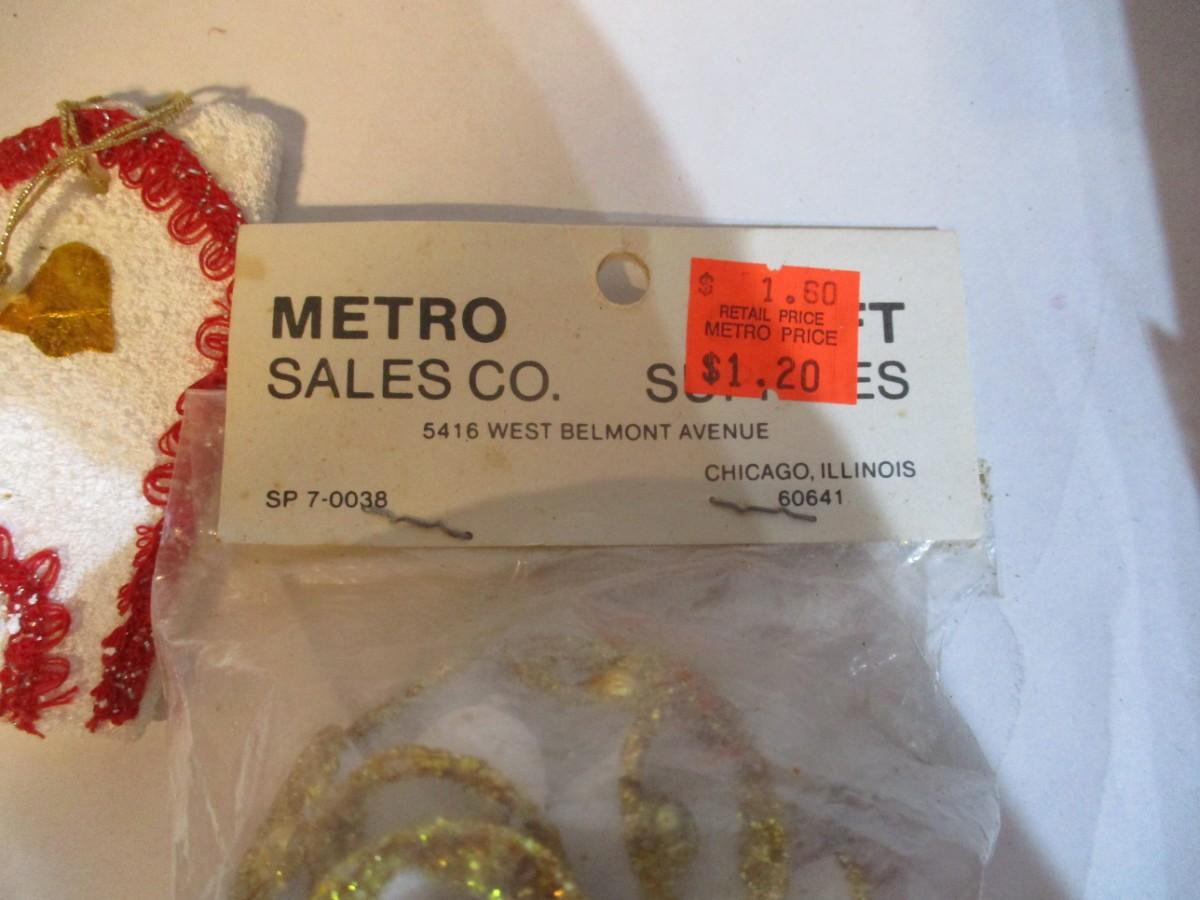 METRO
SALES CO.
$ 1.60
RETAIL PRICE
METRO PRICE
$1.20
FT
5416 WEST BELMONT AVENUE
CHICAGO, ILLINOIS
60641
SP 7-0038